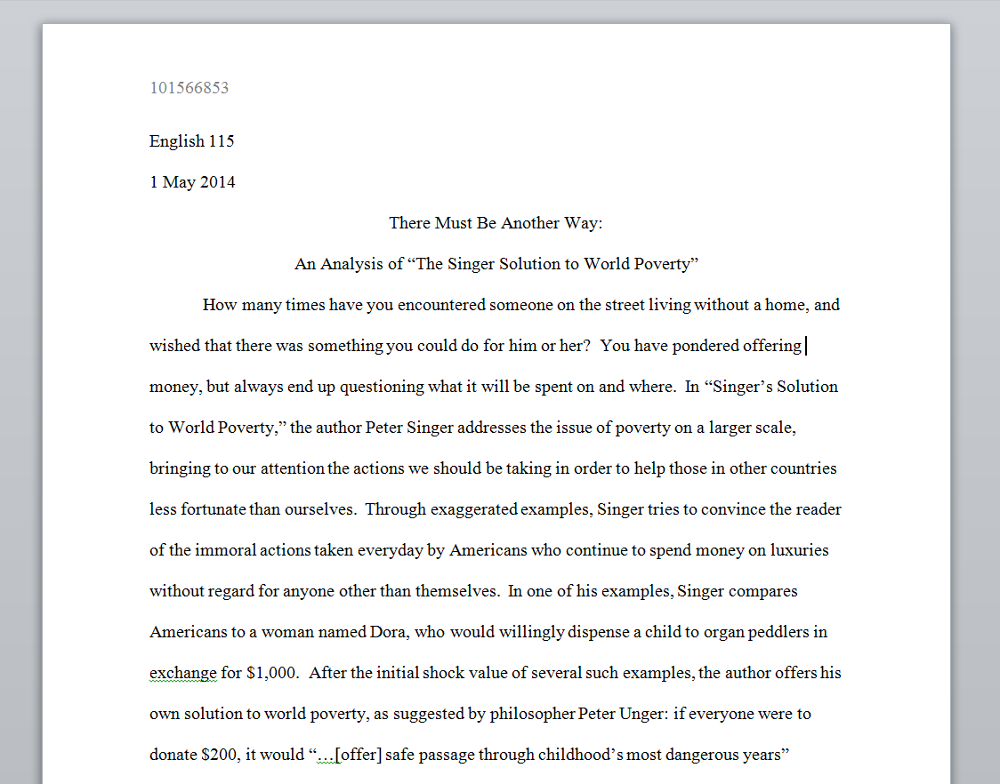 101566853
English 115
1 May 2014
There Must Be Another Way:
An Analysis of “The Singer Solution to World Poverty”
How many times have you encountered someone on the street living without a home, and
wished that there was something you could do for him or her?  You have pondered offering
money, but always end up questioning what it will be spent on and where.  In “Singer’s Solution
to World Poverty,” the author Peter Singer addresses the issue of poverty on a larger scale,
bringing to our attention the actions we should be taking in order to help those in other countries
less fortunate than ourselves.  Through exaggerated examples, Singer tries to convince the reader
of the immoral actions taken everyday by Americans who continue to spend money on luxuries
without regard for anyone other than themselves.  In one of his examples, Singer compares
Americans to a woman named Dora, who would willingly dispense a child to organ peddlers in
exchange for $1,000.  After the initial shock value of several such examples, the author offers his
own solution to world poverty, as suggested by philosopher Peter Unger: if everyone were to
donate $200, it would “…[offer] safe passage through childhood’s most dangerous years”